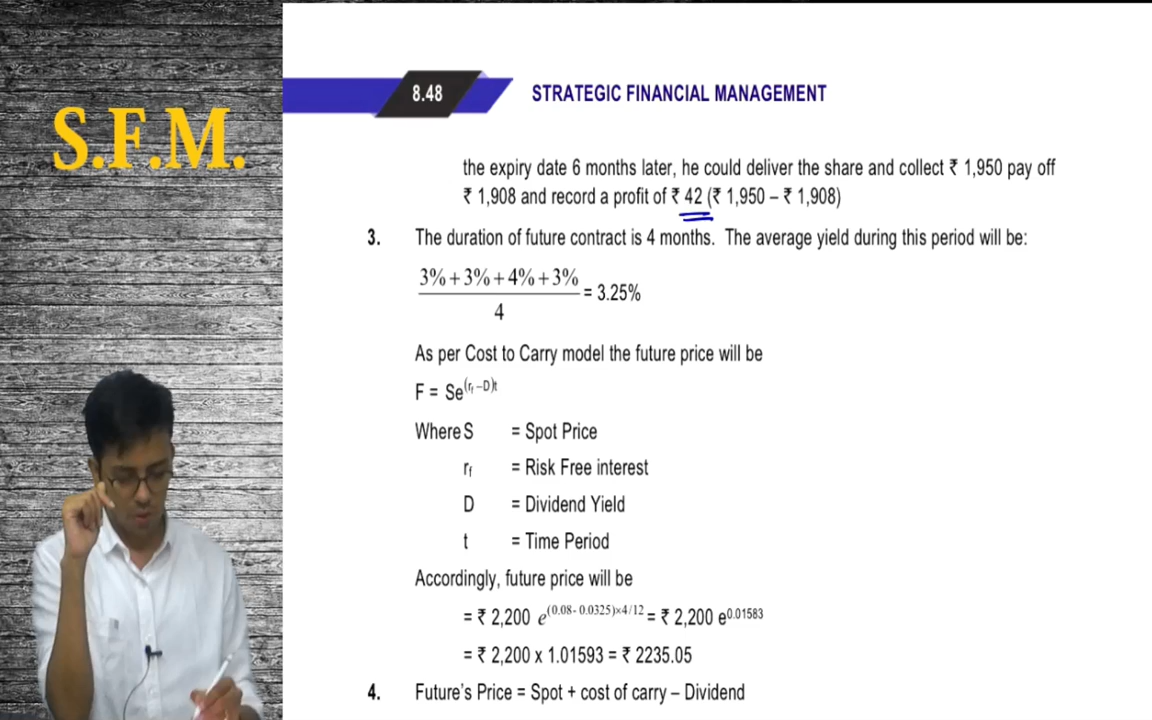 S.F.M.
8.48 STRATEGIC FINANCIAL MANAGEMENT
the expiry date 6 months later, he could deliver the share and collect ₹ 1,950 pay off
₹ 1,908 and record a profit of ₹ 42 (₹ 1,950 – ₹ 1,908)
3. The duration of future contract is 4 months. The average yield during this period will be:
3% + 3% + 4% + 3%
= 3.25%
4
As per Cost to Carry model the future price will be
F = Se^(rf –D)t
Where S = Spot Price
rf = Risk Free interest
D = Dividend Yield
t = Time Period
Accordingly, future price will be
= ₹ 2,200 e^(0.08- 0.0325)×4/12 = ₹ 2,200 e^0.01583
= ₹ 2,200 x 1.01593 = ₹ 2235.05
4. Future's Price = Spot + cost of carry – Dividend